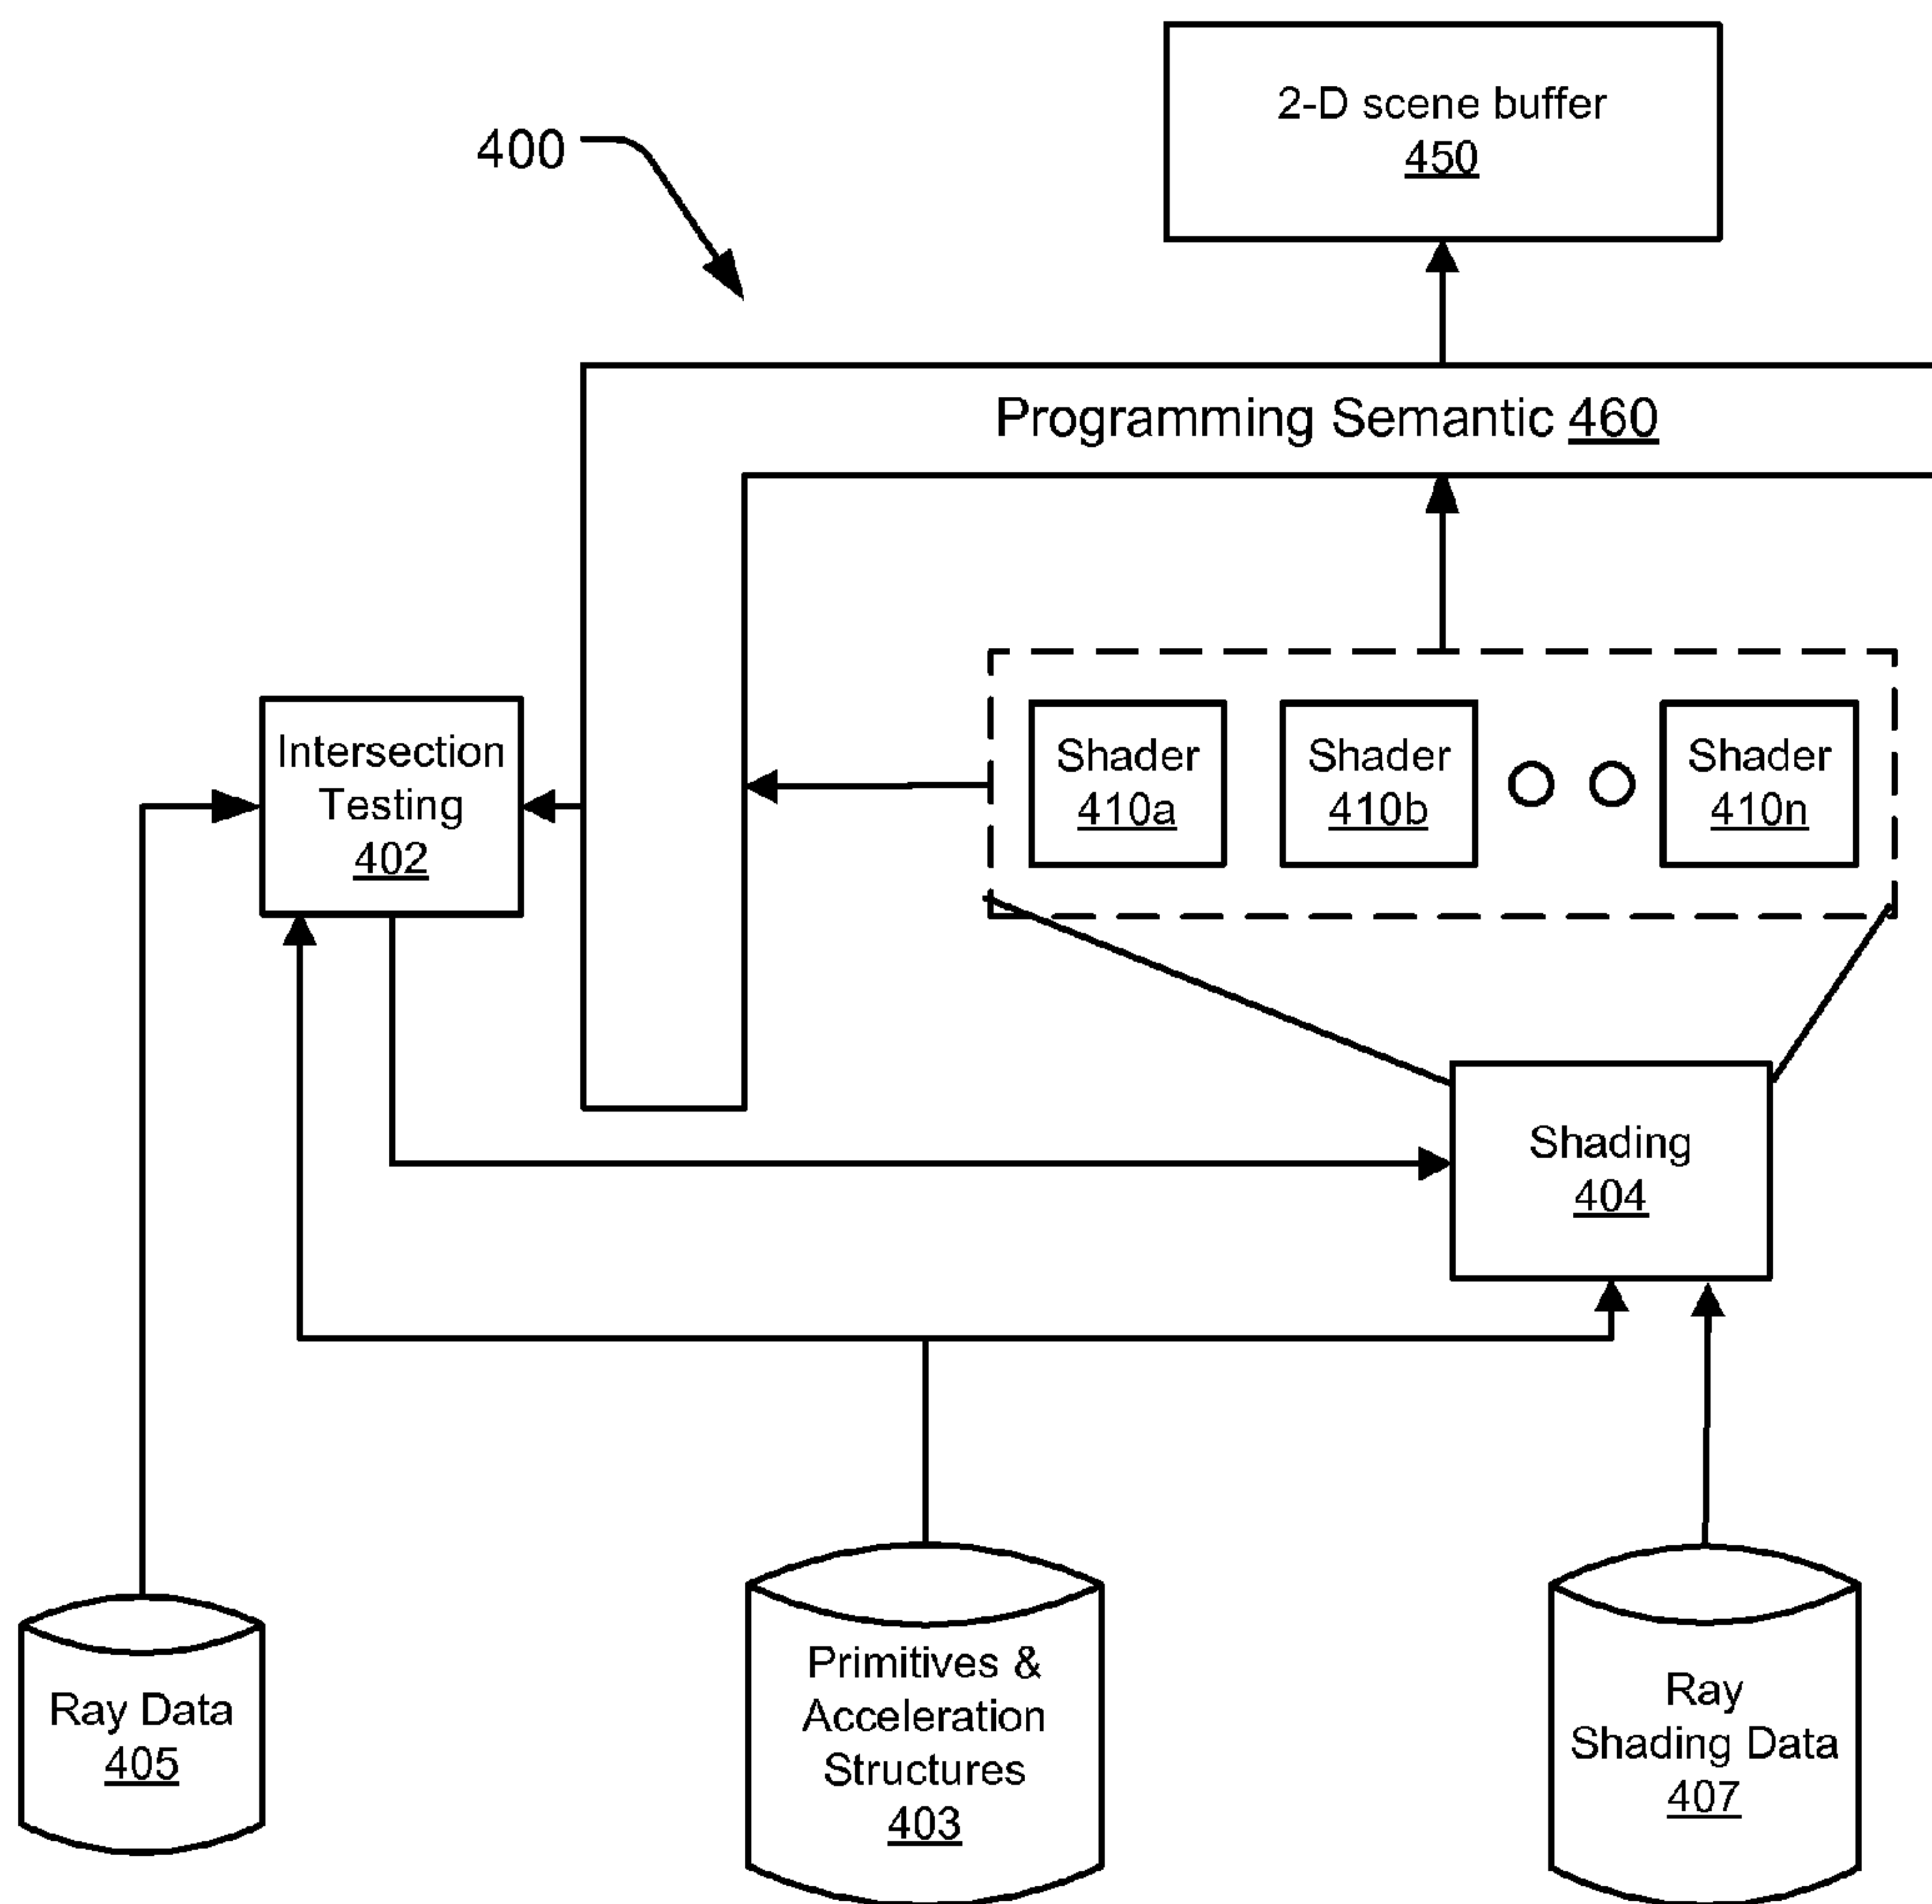 2-D scene buffer
450
400
Programming Semantic 460
Intersection
Testing
402
Shader
410a
Shader
410b
Shader
410n
Shading
404
Ray Data
405
Primitives &
Acceleration
Structures
403
Ray
Shading Data
407